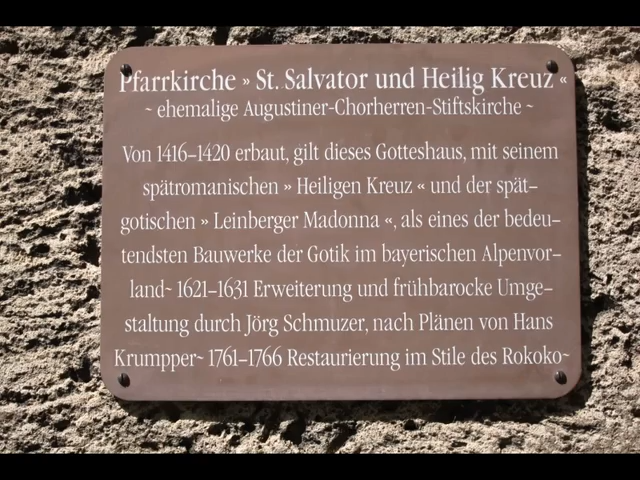 Pfarrkirche » St. Salvator und Heilig Kreuz «
~ ehemalige Augustiner-Chorherren-Stiftskirche ~
Von 1416–1420 erbaut, gilt dieses Gotteshaus, mit seinem
spätromanischen » Heiligen Kreuz « und der spät–
gotischen » Leinberger Madonna «, als eines der bedeu–
tendsten Bauwerke der Gotik im bayerischen Alpenvor–
land~ 1621–1631 Erweiterung und frühbarocke Umge–
staltung durch Jörg Schmuzer, nach Plänen von Hans
Krumpper~ 1761–1766 Restaurierung im Stile des Rokoko~